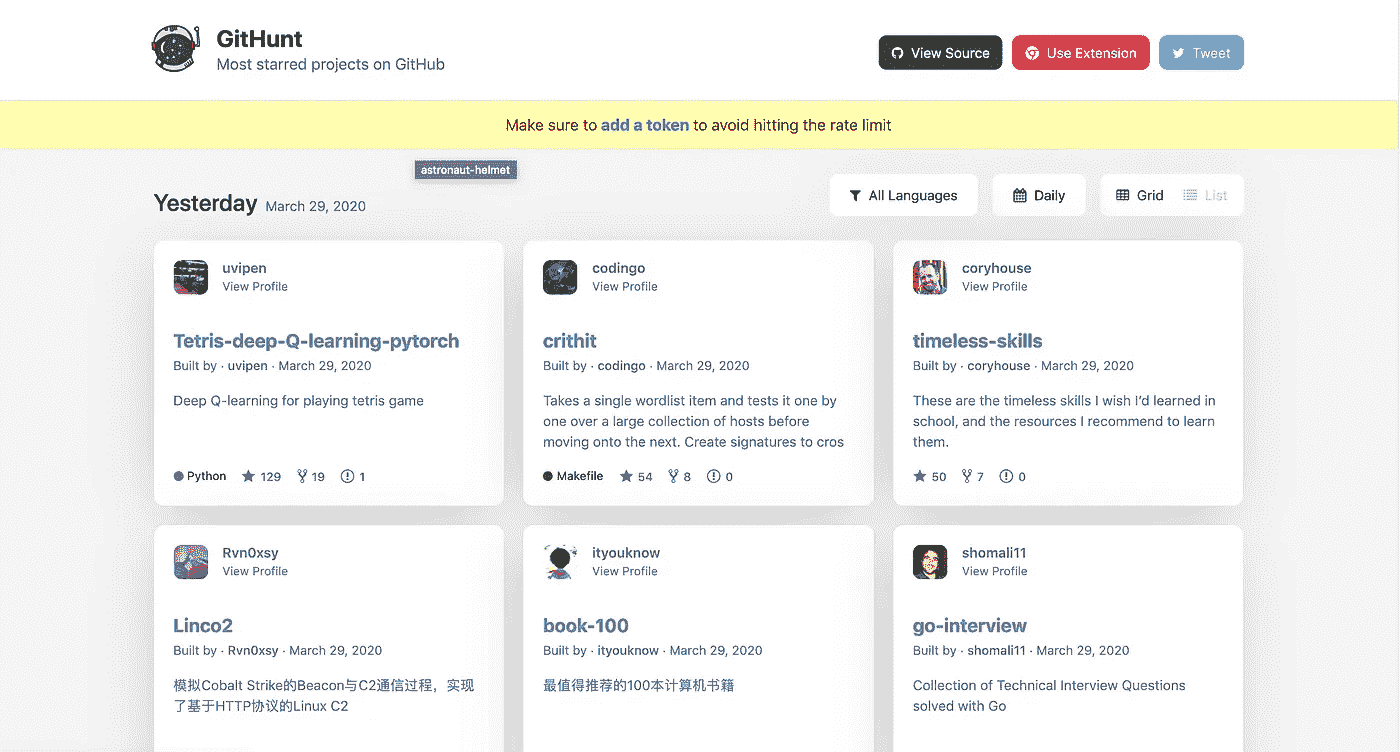 GitHunt
Most starred projects on GitHub
View Source
Use Extension
Tweet
Make sure to add a token to avoid hitting the rate limit
astronaut-helmet
Yesterday March 29, 2020
All Languages
Daily
Grid
List
uvipen
View Profile
Tetris-deep-Q-learning-pytorch
Built by · uvipen · March 29, 2020
Deep Q-learning for playing tetris game
Python 129 19 1
codingo
View Profile
crithit
Built by · codingo · March 29, 2020
Takes a single wordlist item and tests it one by
one over a large collection of hosts before
moving onto the next. Create signatures to cros
Makefile 54 8 0
coryhouse
View Profile
timeless-skills
Built by · coryhouse · March 29, 2020
These are the timeless skills I wish I'd learned in
school, and the resources I recommend to learn
them.
50 7 0
Rvn0xsy
View Profile
Linco2
Built by · Rvn0xsy · March 29, 2020
模拟Cobalt Strike的Beacon与C2通信过程，实现
了基于HTTP协议的Linux C2
ityouknow
View Profile
book-100
Built by · ityouknow · March 29, 2020
最值得推荐的100本计算机书籍
shomali11
View Profile
go-interview
Built by · shomali11 · March 29, 2020
Collection of Technical Interview Questions
solved with Go